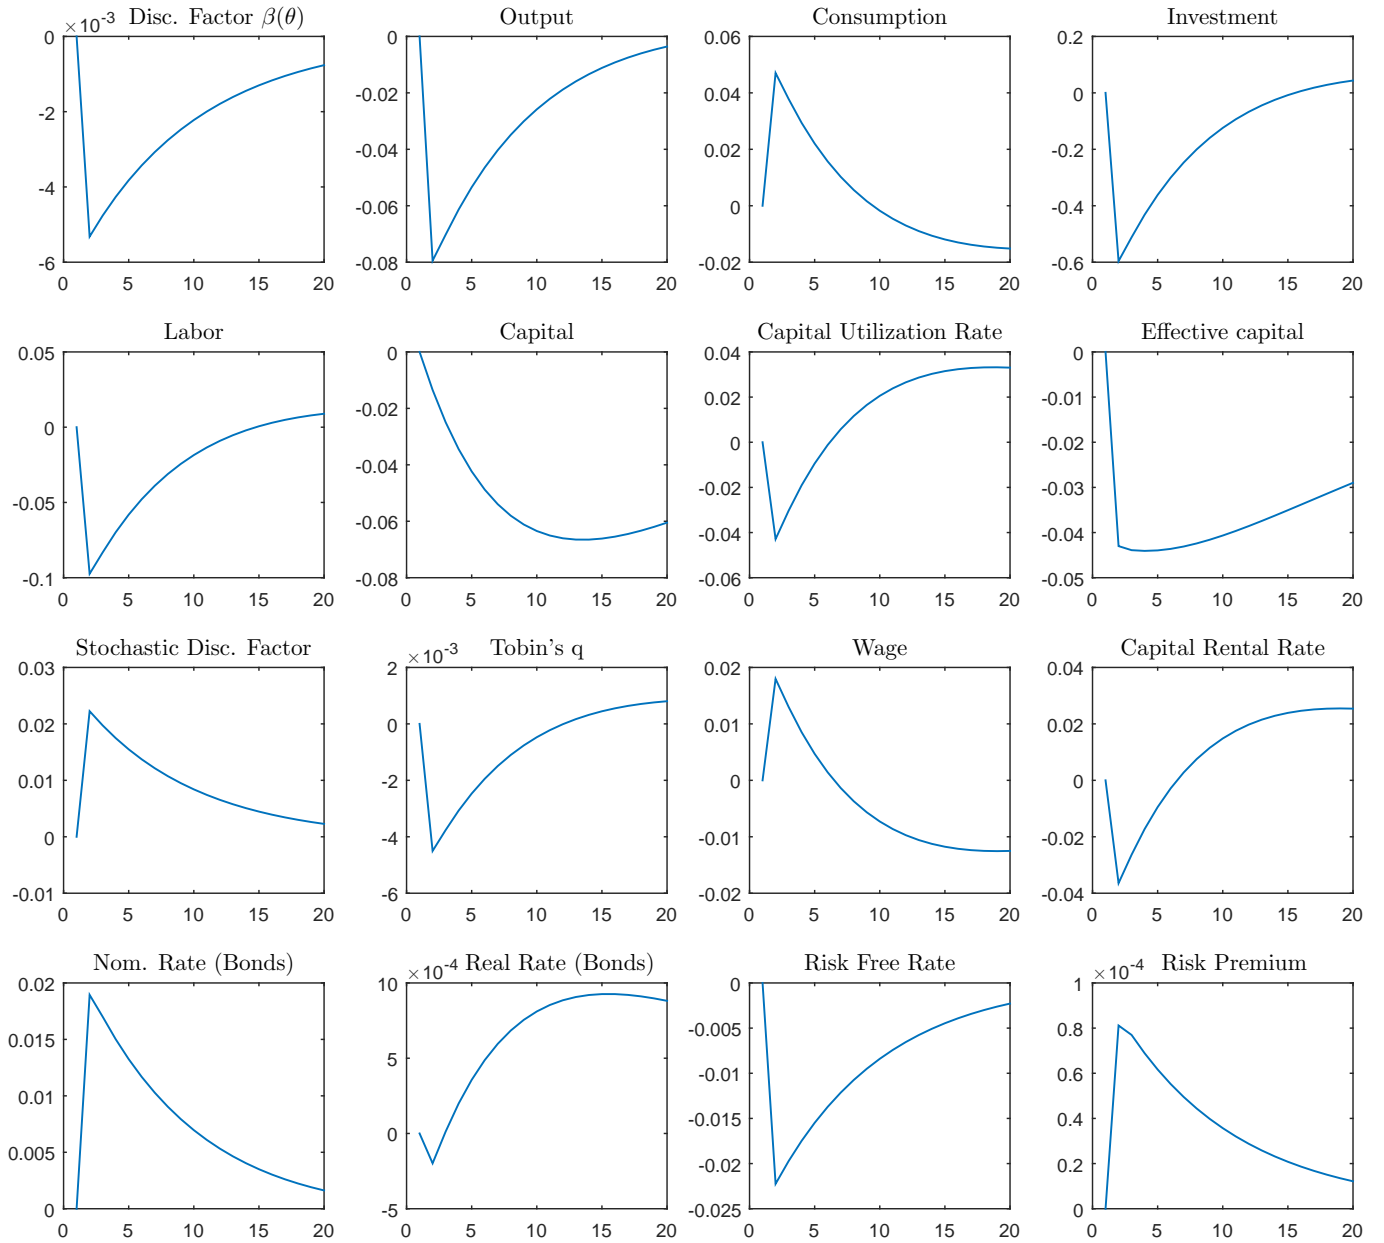 ×10⁻³ Disc. Factor β(θ)
0
-2
-4
-6
0 5 10 15 20
Output
0
-0.02
-0.04
-0.06
-0.08
0 5 10 15 20
Consumption
0.06
0.04
0.02
0
-0.02
0 5 10 15 20
Investment
0.2
0
-0.2
-0.4
-0.6
0 5 10 15 20
Labor
0.05
0
-0.05
-0.1
0 5 10 15 20
Capital
0
-0.02
-0.04
-0.06
-0.08
0 5 10 15 20
Capital Utilization Rate
0.04
0.02
0
-0.02
-0.04
-0.06
0 5 10 15 20
Effective capital
0
-0.01
-0.02
-0.03
-0.04
-0.05
0 5 10 15 20
Stochastic Disc. Factor
0.03
0.02
0.01
0
-0.01
0 5 10 15 20
×10⁻³ Tobin's q
2
0
-2
-4
-6
0 5 10 15 20
Wage
0.02
0.01
0
-0.01
-0.02
0 5 10 15 20
Capital Rental Rate
0.04
0.02
0
-0.02
-0.04
0 5 10 15 20
Nom. Rate (Bonds)
0.02
0.015
0.01
0.005
0
0 5 10 15 20
×10⁻⁴ Real Rate (Bonds)
10
5
0
-5
0 5 10 15 20
Risk Free Rate
0
-0.005
-0.01
-0.015
-0.02
-0.025
0 5 10 15 20
×10⁻⁴ Risk Premium
1
0.8
0.6
0.4
0.2
0
0 5 10 15 20